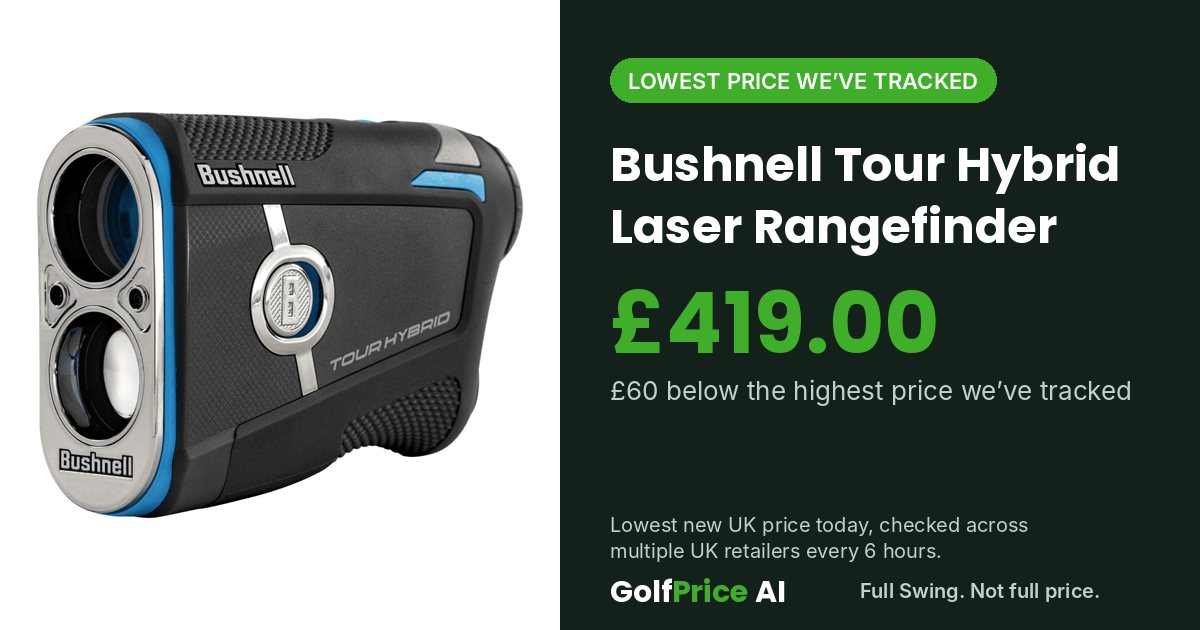 Bushnell
TOUR HYBRID
B
Bushnell
LOWEST PRICE WE’VE TRACKED
Bushnell Tour Hybrid
Laser Rangefinder
£419.00
£60 below the highest price we’ve tracked
Lowest new UK price today, checked across
multiple UK retailers every 6 hours.
GolfPrice AI
Full Swing. Not full price.